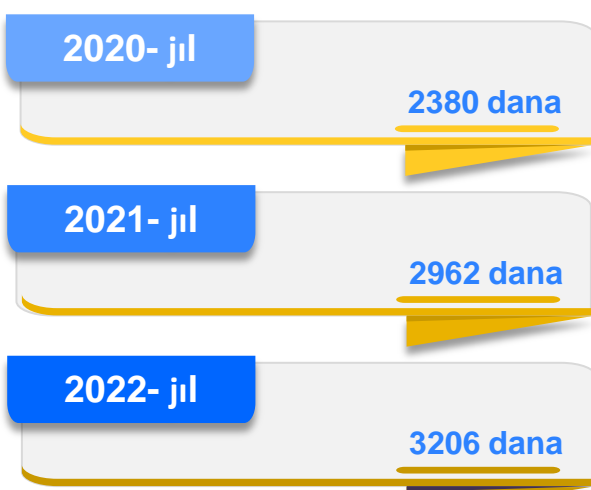 2020- jıl
2380 dana
2021- jıl
2962 dana
2022- jıl
3206 dana